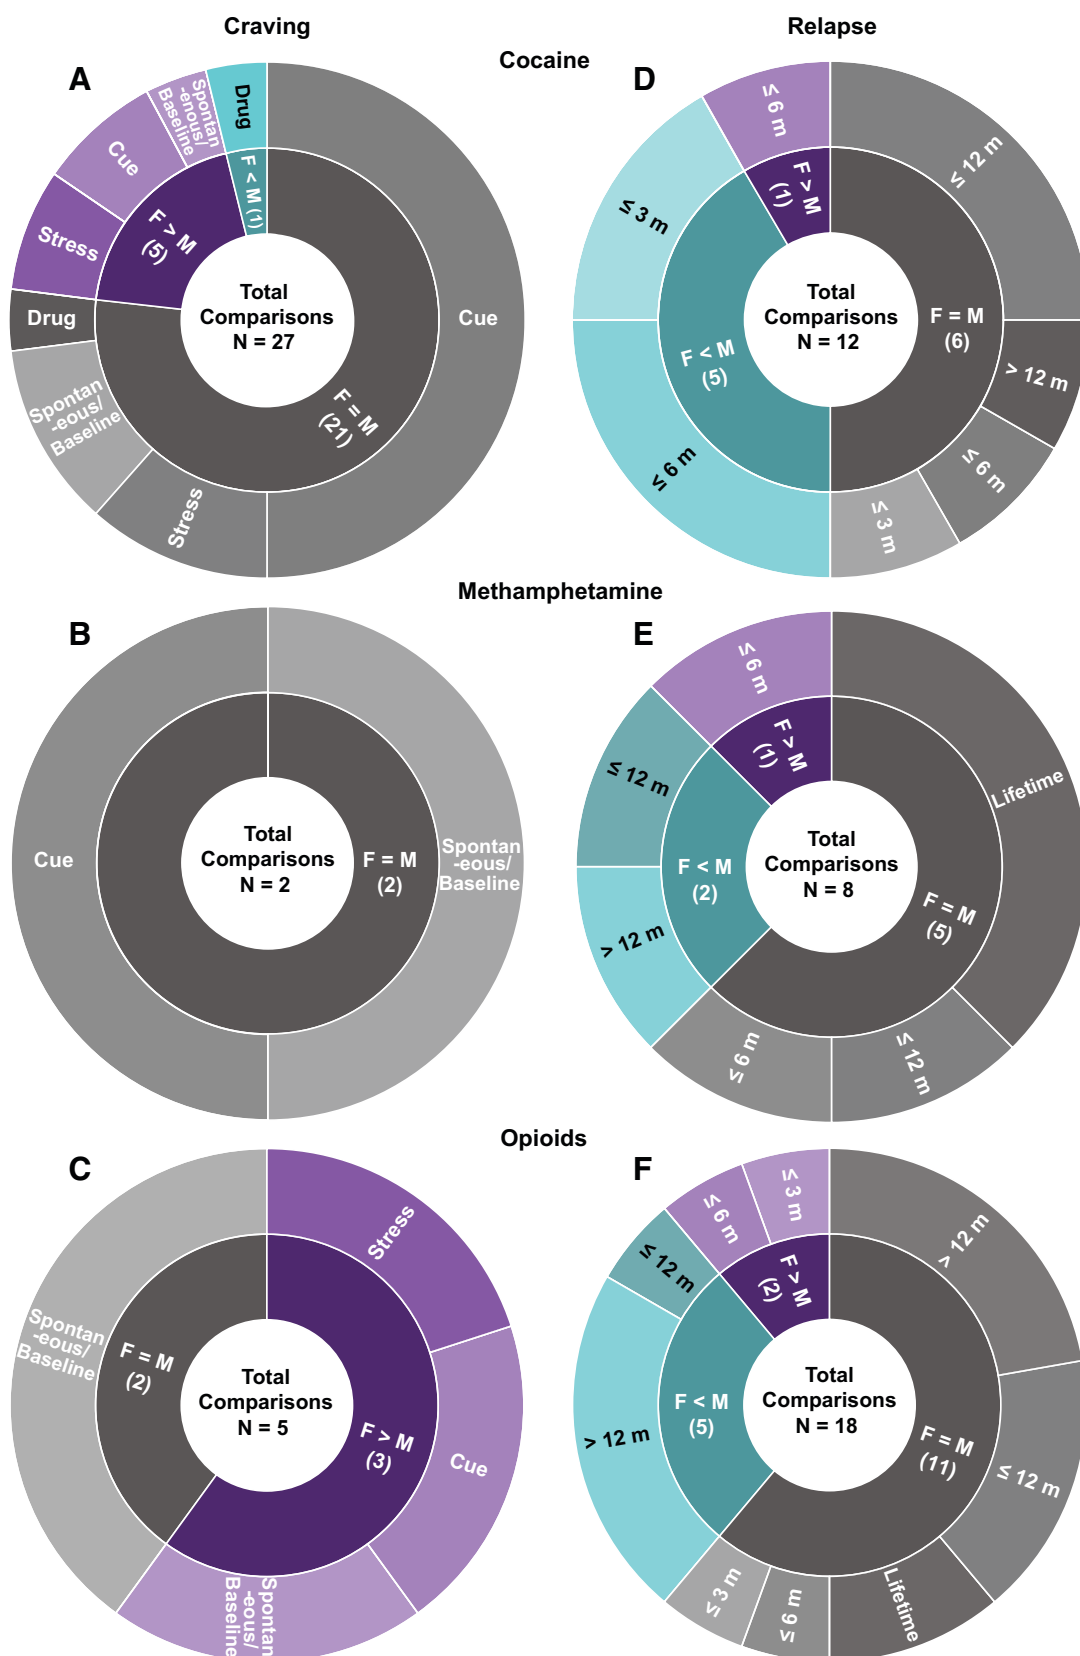 Craving
Relapse
Cocaine
A
Drug
Spontan
-enous/
Baseline
Cue
Stress
Drug
Spontan
-eous/
Baseline
Stress
Cue
F < M (1)
F > M
(5)
F = M
(21)
Total
Comparisons
N = 27
D
≤ 6 m
≤ 3 m
≤ 6 m
≤ 3 m
≤ 6 m
> 12 m
≤ 12 m
F > M
(1)
F < M
(5)
F = M
(6)
Total
Comparisons
N = 12
Methamphetamine
B
Cue
Spontan
-eous/
Baseline
F = M
(2)
Total
Comparisons
N = 2
E
≤ 6 m
≤ 12 m
> 12 m
≤ 6 m
≤ 12 m
Lifetime
F > M
(1)
F < M
(2)
F = M
(5)
Total
Comparisons
N = 8
Opioids
C
Stress
Cue
Spontan
-eous/
Baseline
Spontan
-eous/
Baseline
F = M
(2)
F > M
(3)
Total
Comparisons
N = 5
F
≤ 3 m
≤ 6 m
≤ 12 m
> 12 m
≤ 3 m
≤ 6 m
Lifetime
≤ 12 m
> 12 m
F > M
(2)
F < M
(5)
F = M
(11)
Total
Comparisons
N = 18